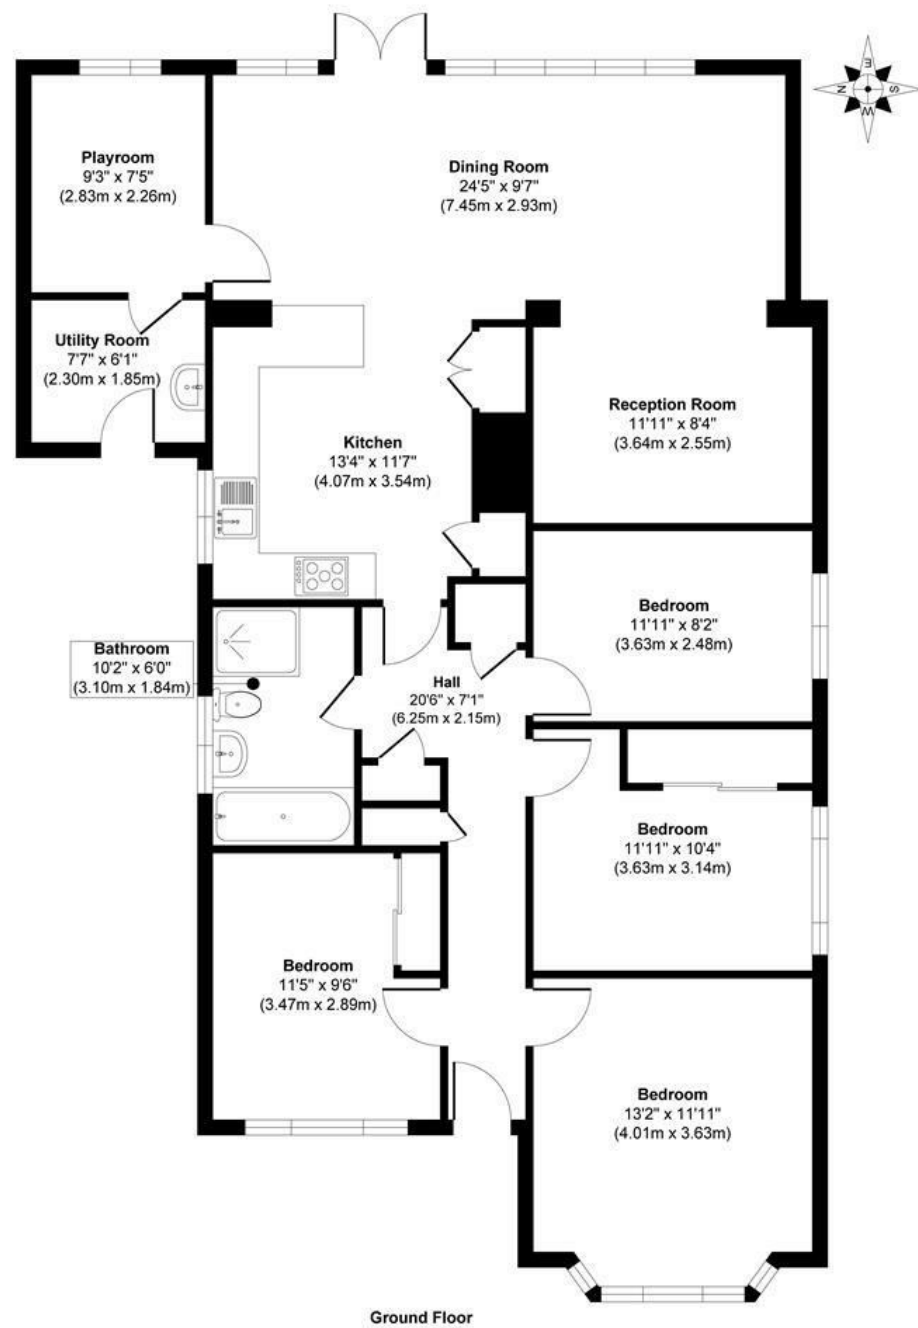 E
N
S
W
Playroom
9'3" x 7'5"
(2.83m x 2.26m)
Dining Room
24'5" x 9'7"
(7.45m x 2.93m)
Utility Room
7'7" x 6'1"
(2.30m x 1.85m)
Kitchen
13'4" x 11'7"
(4.07m x 3.54m)
Reception Room
11'11" x 8'4"
(3.64m x 2.55m)
Bathroom
10'2" x 6'0"
(3.10m x 1.84m)
Hall
20'6" x 7'1"
(6.25m x 2.15m)
Bedroom
11'11" x 8'2"
(3.63m x 2.48m)
Bedroom
11'11" x 10'4"
(3.63m x 3.14m)
Bedroom
11'5" x 9'6"
(3.47m x 2.89m)
Bedroom
13'2" x 11'11"
(4.01m x 3.63m)
Ground Floor